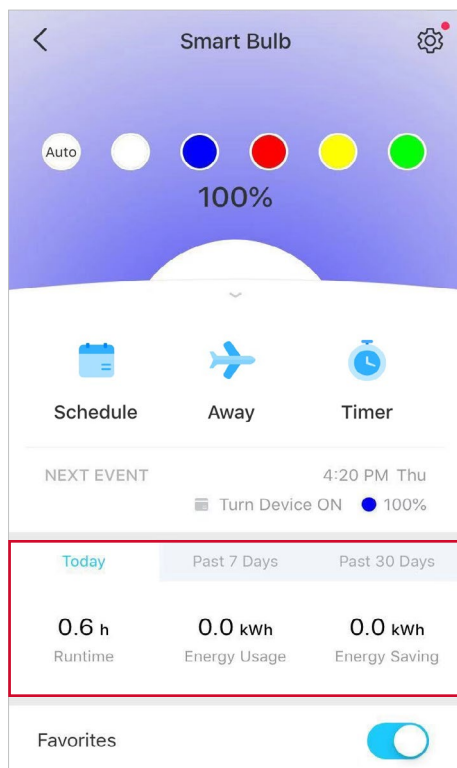 Smart Bulb
Auto
100%
Schedule Away Timer
NEXT EVENT 4:20 PM Thu
Turn Device ON 100%
Today Past 7 Days Past 30 Days
0.6 h 0.0 kWh 0.0 kWh
Runtime Energy Usage Energy Saving
Favorites